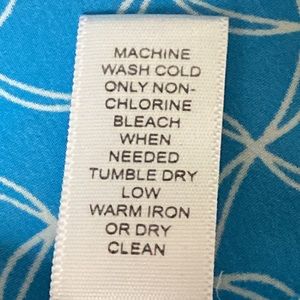 MACHINE
WASH COLD
ONLY NON-
CHLORINE
BLEACH
WHEN
NEEDED
TUMBLE DRY
LOW
WARM IRON
OR DRY
CLEAN